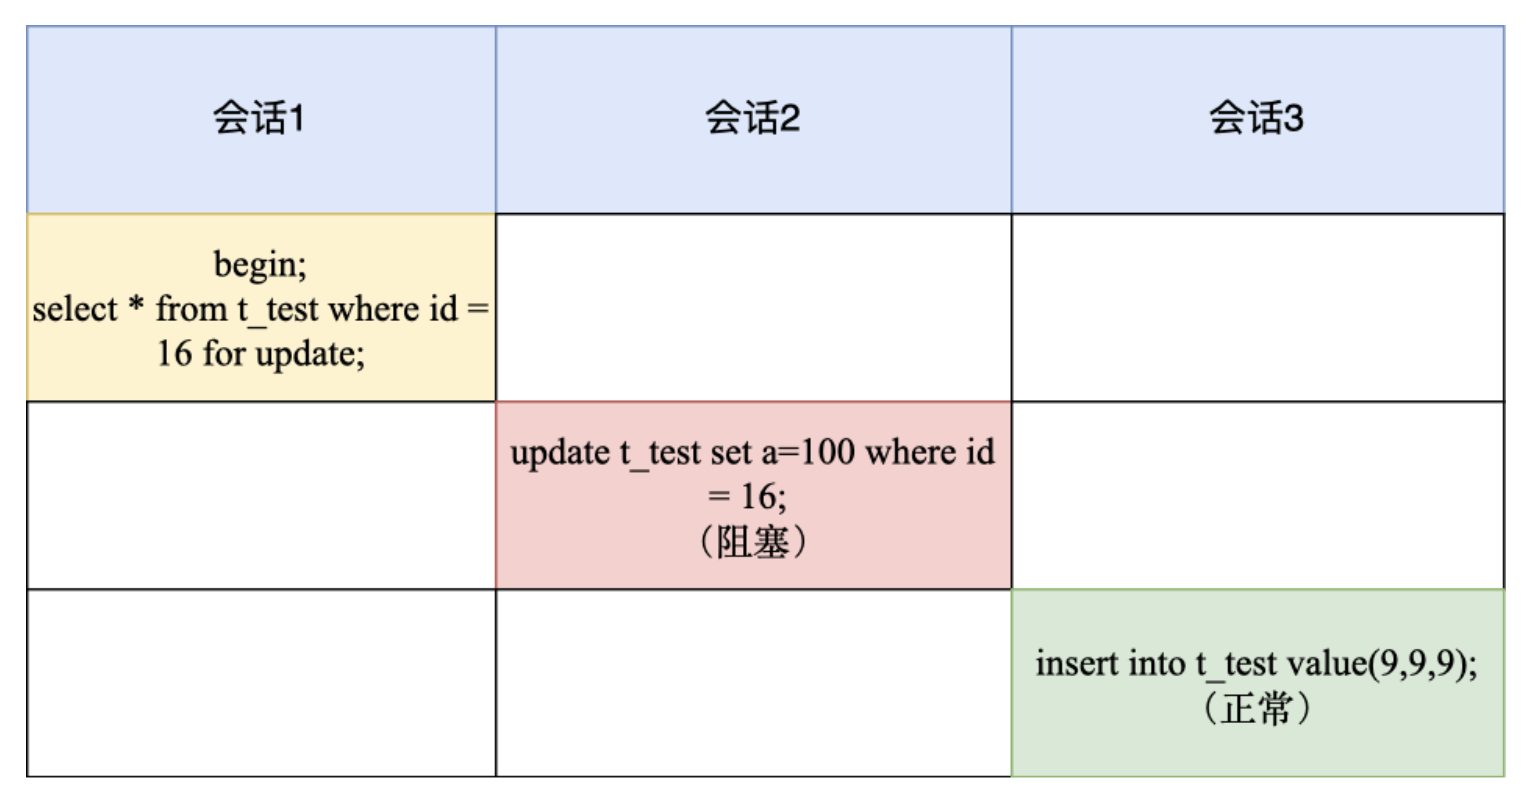 会话1
会话2
会话3
begin;
select * from t_test where id =
16 for update;
update t_test set a=100 where id
= 16;
（阻塞）
insert into t_test value(9,9,9);
（正常）